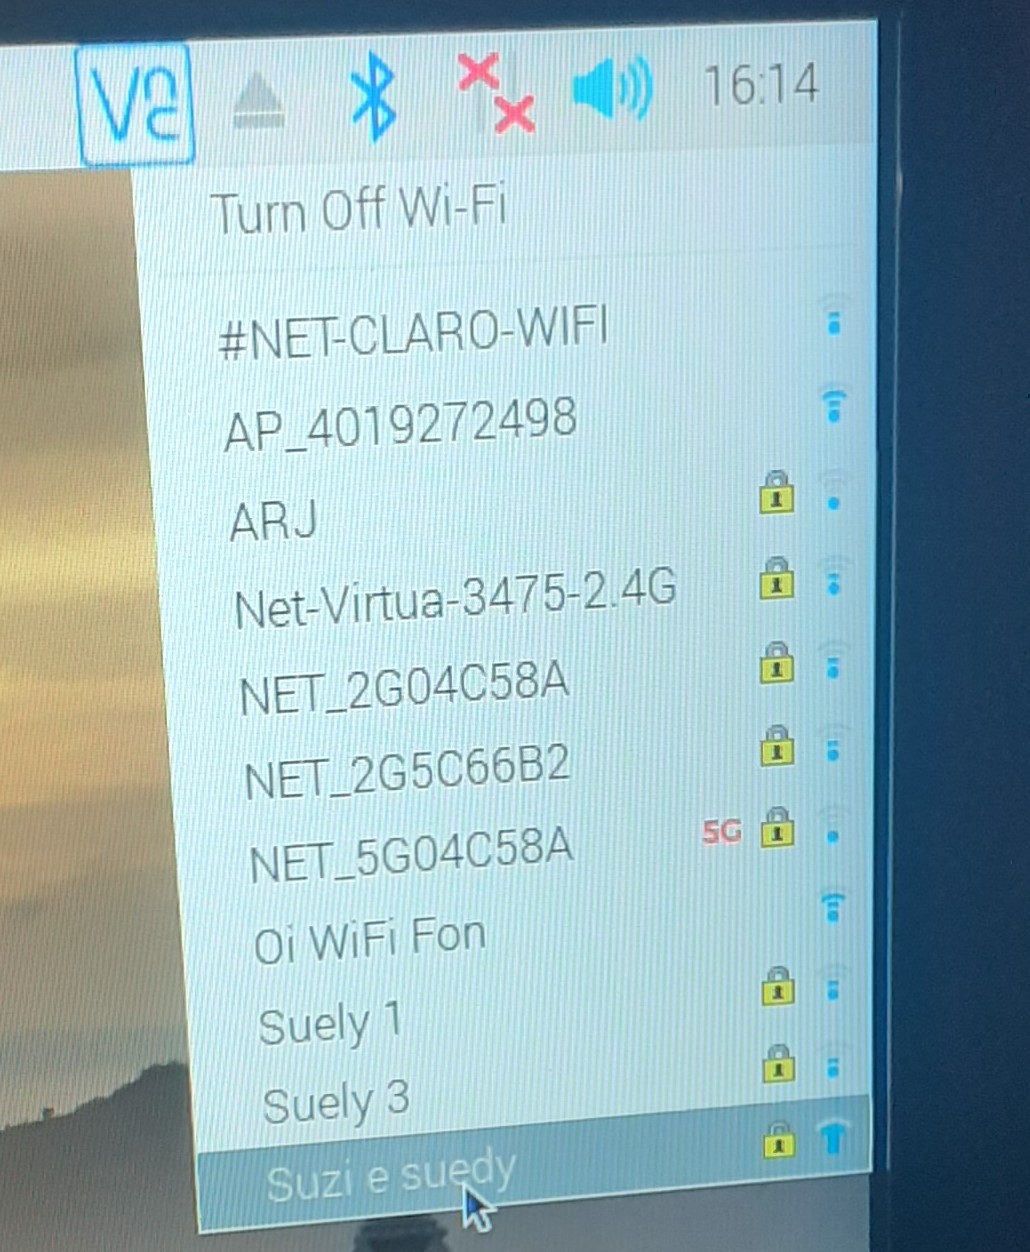 V2 16:14
Turn Off Wi-Fi
#NET-CLARO-WIFI
AP_4019272498
ARJ
Net-Virtua-3475-2.4G
NET_2G04C58A
NET_2G5C66B2
NET_5G04C58A 5G
Oi WiFi Fon
Suely 1
Suely 3
Suzi e suedy